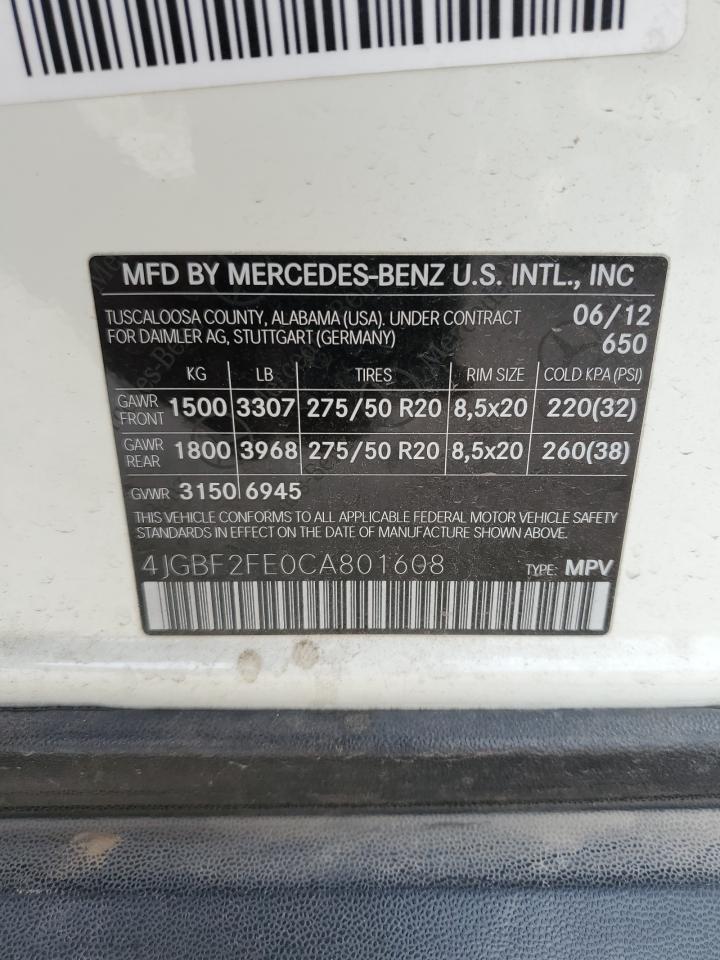 MFD BY MERCEDES-BENZ U.S. INTL., INC
TUSCALOOSA COUNTY, ALABAMA (USA). UNDER CONTRACT 06/12
FOR DAIMLER AG, STUTTGART (GERMANY) 650
KG LB TIRES RIM SIZE COLD KPA (PSI)
GAWR FRONT 1500 3307 275/50 R20 8,5x20 220(32)
GAWR REAR 1800 3968 275/50 R20 8,5x20 260(38)
GVWR 3150 6945
THIS VEHICLE CONFORMS TO ALL APPLICABLE FEDERAL MOTOR VEHICLE SAFETY
STANDARDS IN EFFECT ON THE DATE OF MANUFACTURE SHOWN ABOVE.
4JGBF2FE0CA801608 TYPE: MPV